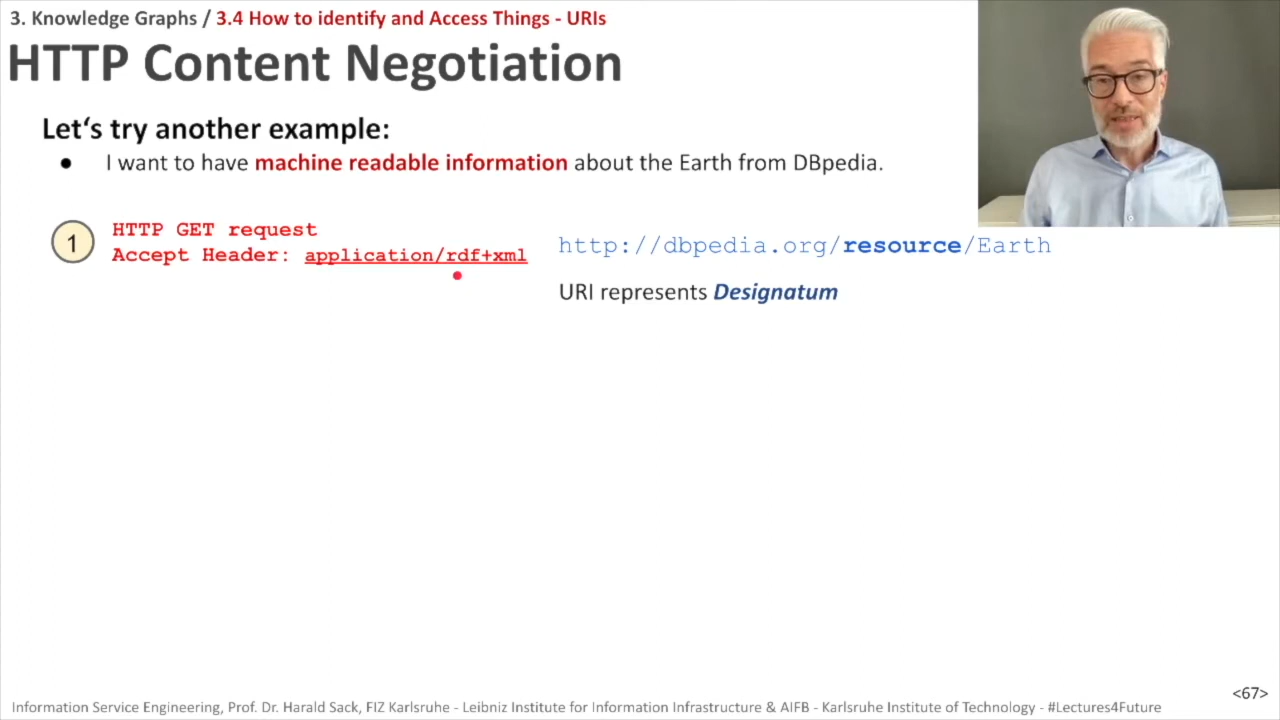 3. Knowledge Graphs / 3.4 How to identify and Access Things - URIs
HTTP Content Negotiation
Let‘s try another example:
● I want to have machine readable information about the Earth from DBpedia.
1
HTTP GET request
Accept Header: application/rdf+xml
http://dbpedia.org/resource/Earth
URI represents Designatum
<67>
Information Service Engineering, Prof. Dr. Harald Sack, FIZ Karlsruhe - Leibniz Institute for Information Infrastructure & AIFB - Karlsruhe Institute of Technology - #Lectures4Future